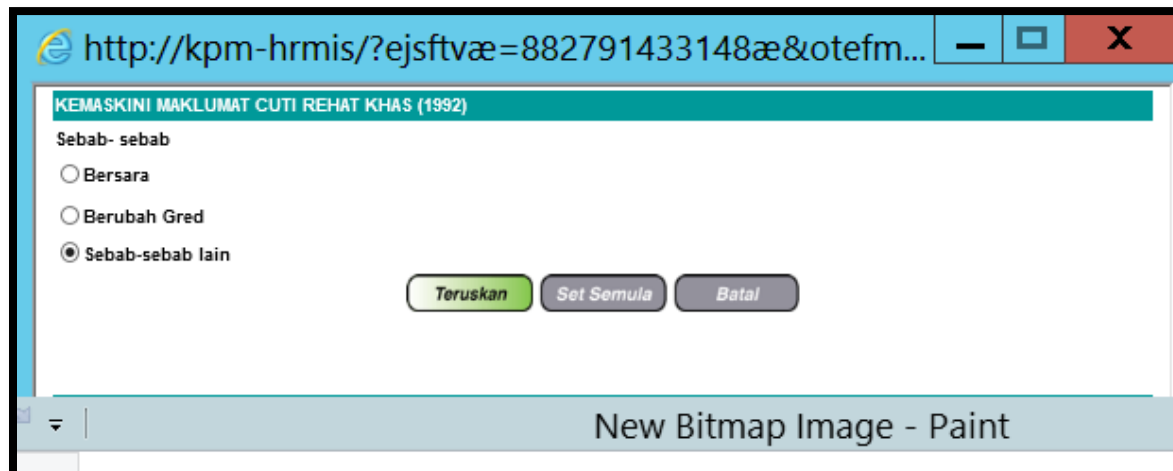 http://kpm-hrmis/?ejsftvæ=882791433148æ&otefm...
X
KEMASKINI MAKLUMAT CUTI REHAT KHAS (1992)
Sebab- sebab
Bersara
Berubah Gred
Sebab-sebab lain
Teruskan Set Semula Batal
New Bitmap Image - Paint